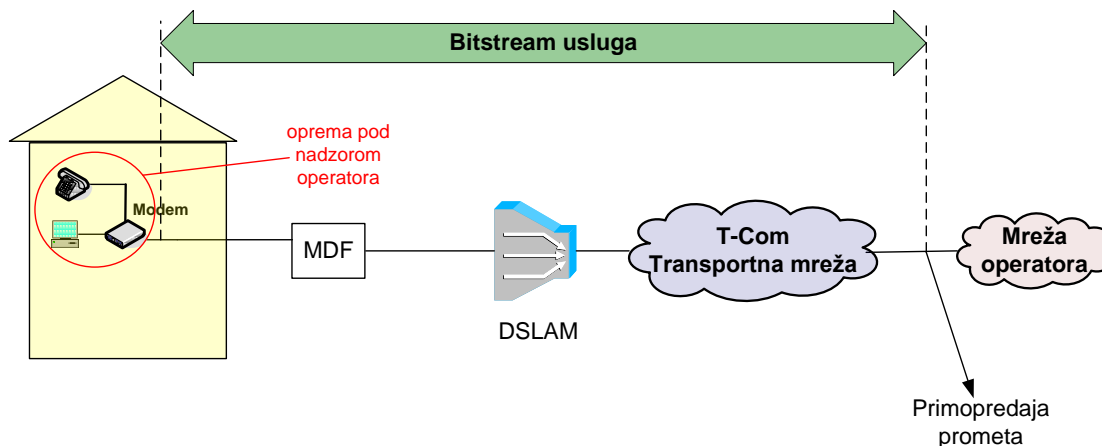 Bitstream usluga
oprema pod
nadzorom
operatora
Modem
MDF
DSLAM
T-Com
Transportna mreža
Mreža
operatora
Primopredaja
prometa